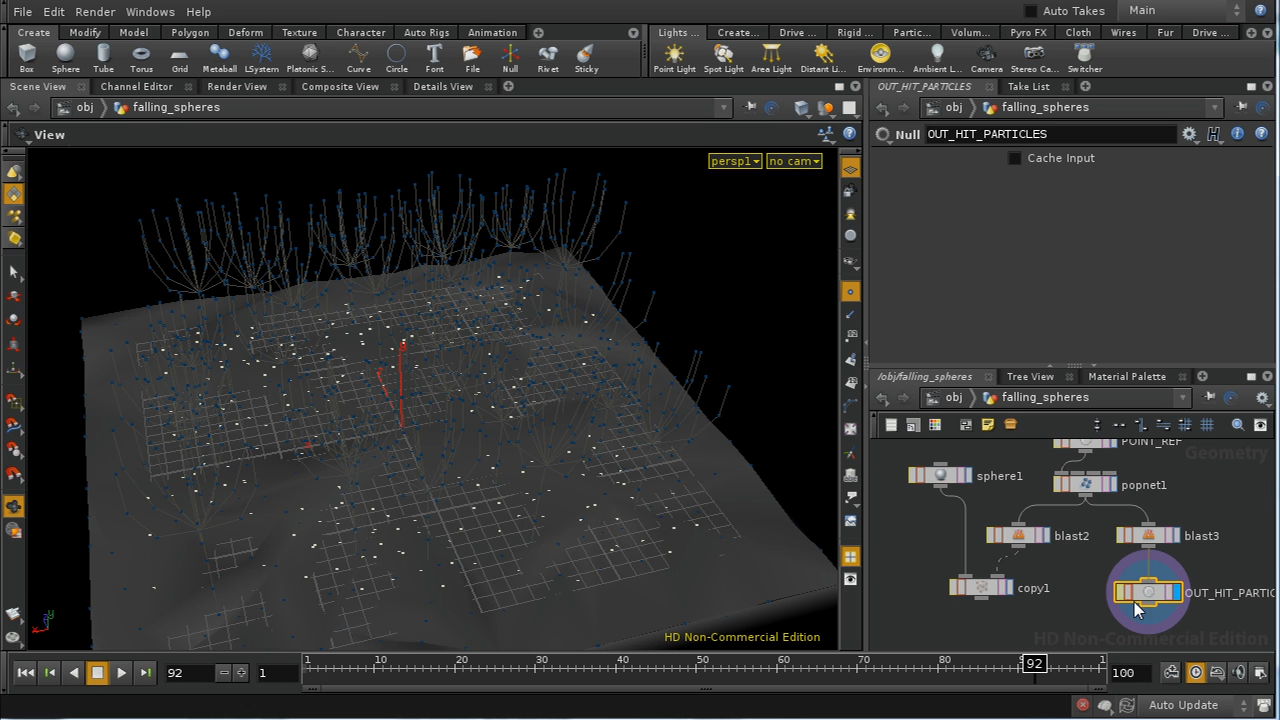 File Edit Render Windows Help Auto Takes Main
Create Modify Model Polygon Deform Texture Character Auto Rigs Animation Lights ... Create... Drive ... Rigid ... Partic... Volum... Pyro FX Cloth Wires Fur Drive ...
Box Sphere Tube Torus Grid Metaball LSystem Platonic S... Curve Circle Font File Null Rivet Sticky Point Light Spot Light Area Light Distant Li... Environm... Ambient L... Camera Stereo Ca... Switcher
Scene View Channel Editor Render View Composite View Details View OUT_HIT_PARTICLES Take List
obj falling_spheres obj falling_spheres
View Null OUT_HIT_PARTICLES
persp1 no cam Cache Input
/obj/falling_spheres Tree View Material Palette
obj falling_spheres
POINT_REF
Geometry
sphere1 popnet1
blast2 blast3
copy1 OUT_HIT_PARTIC
HD Non-Commercial Edition HD Non-Commercial Edition
92 1 1 10 20 30 40 50 60 70 80 92 1 100
Auto Update